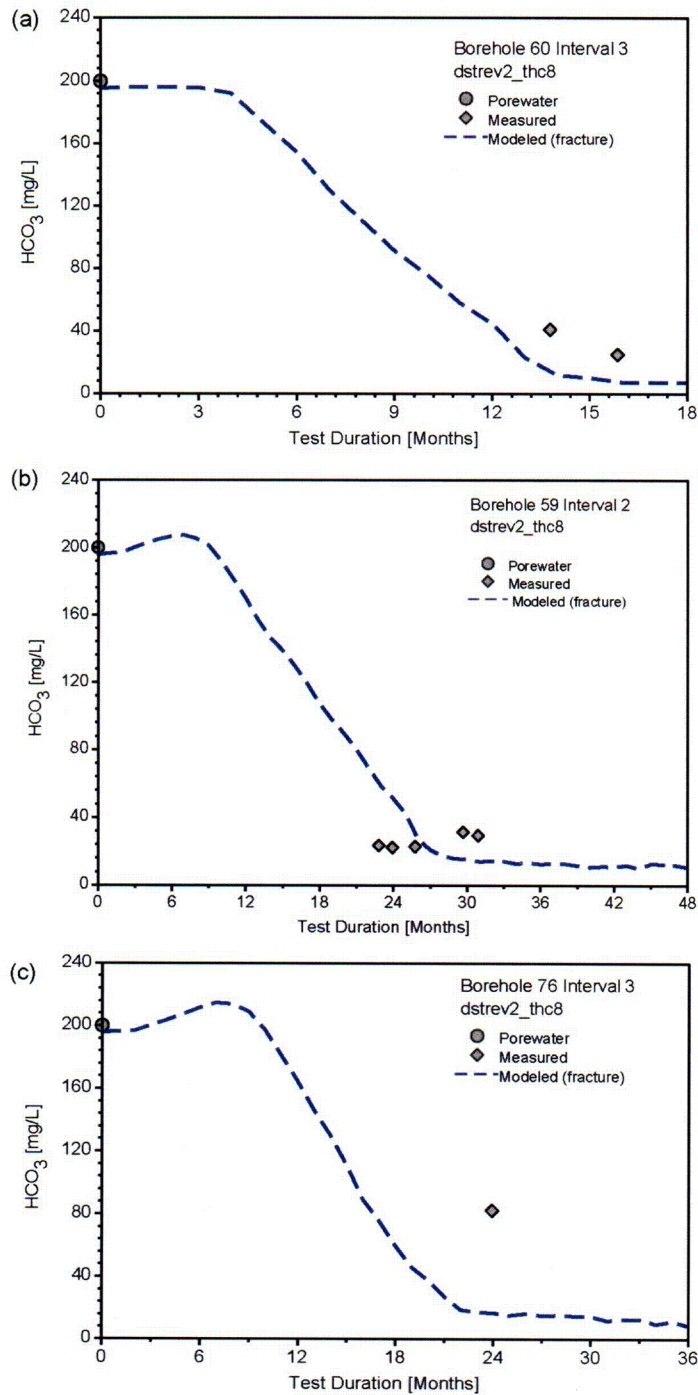 (a)
240
200
160
120
80
40
0
HCO3 [mg/L]
Borehole 60 Interval 3
dstrev2_thc8
Porewater
Measured
Modeled (fracture)
0 3 6 9 12 15 18
Test Duration [Months]
(b)
240
200
160
120
80
40
0
HCO3 [mg/L]
Borehole 59 Interval 2
dstrev2_thc8
Porewater
Measured
Modeled (fracture)
0 6 12 18 24 30 36 42 48
Test Duration [Months]
(c)
240
200
160
120
80
40
0
HCO3 [mg/L]
Borehole 76 Interval 3
dstrev2_thc8
Porewater
Measured
Modeled (fracture)
0 6 12 18 24 30 36
Test Duration [Months]